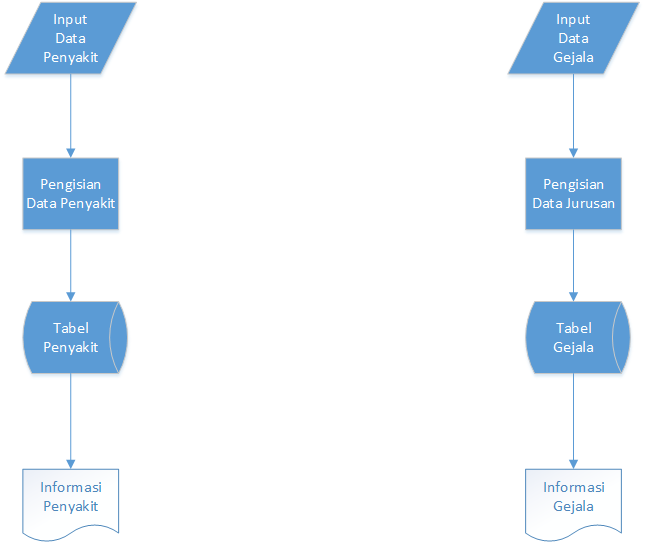 Input
Data
Penyakit
Pengisian
Data Penyakit
Tabel
Penyakit
Informasi
Penyakit
Input
Data
Gejala
Pengisian
Data Jurusan
Tabel
Gejala
Informasi
Gejala